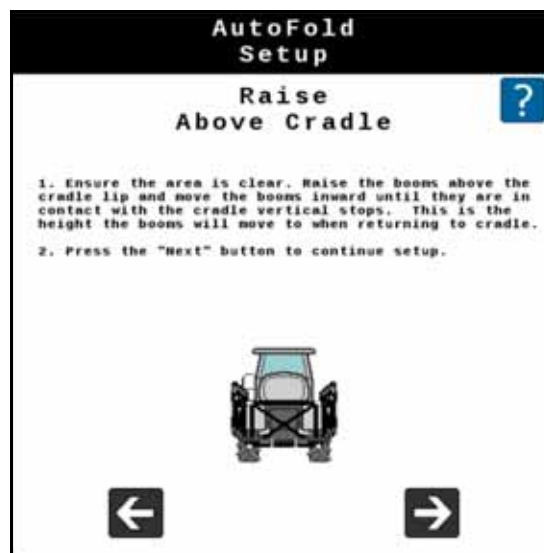 AutoFold
Setup
Raise
Above Cradle
?
1. Ensure the area is clear. Raise the booms above the
cradle lip and move the booms inward until they are in
contact with the cradle vertical stops. This is the
height the booms will move to when returning to cradle.
2. Press the "Next" button to continue setup.